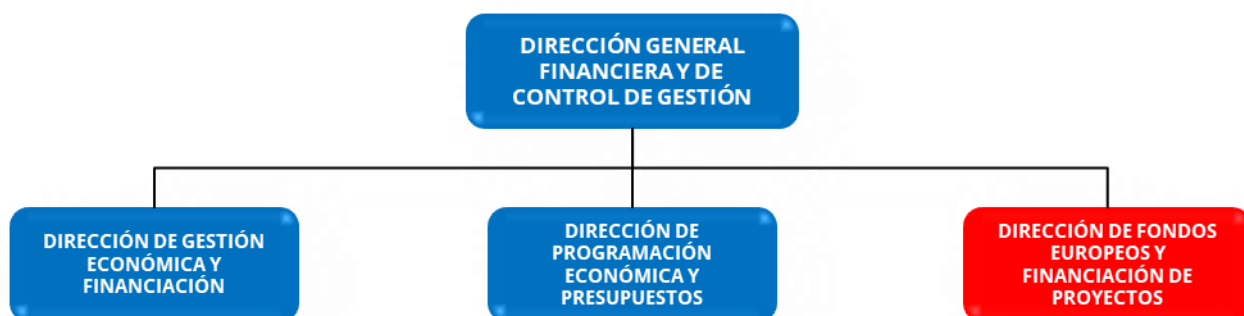 DIRECCIÓN GENERAL
FINANCIERA Y DE
CONTROL DE GESTIÓN
DIRECCIÓN DE GESTIÓN
ECONÓMICA Y
FINANCIACIÓN
DIRECCIÓN DE
PROGRAMACIÓN
ECONÓMICA Y
PRESUPUESTOS
DIRECCIÓN DE FONDOS
EUROPEOS Y
FINANCIACIÓN DE
PROYECTOS